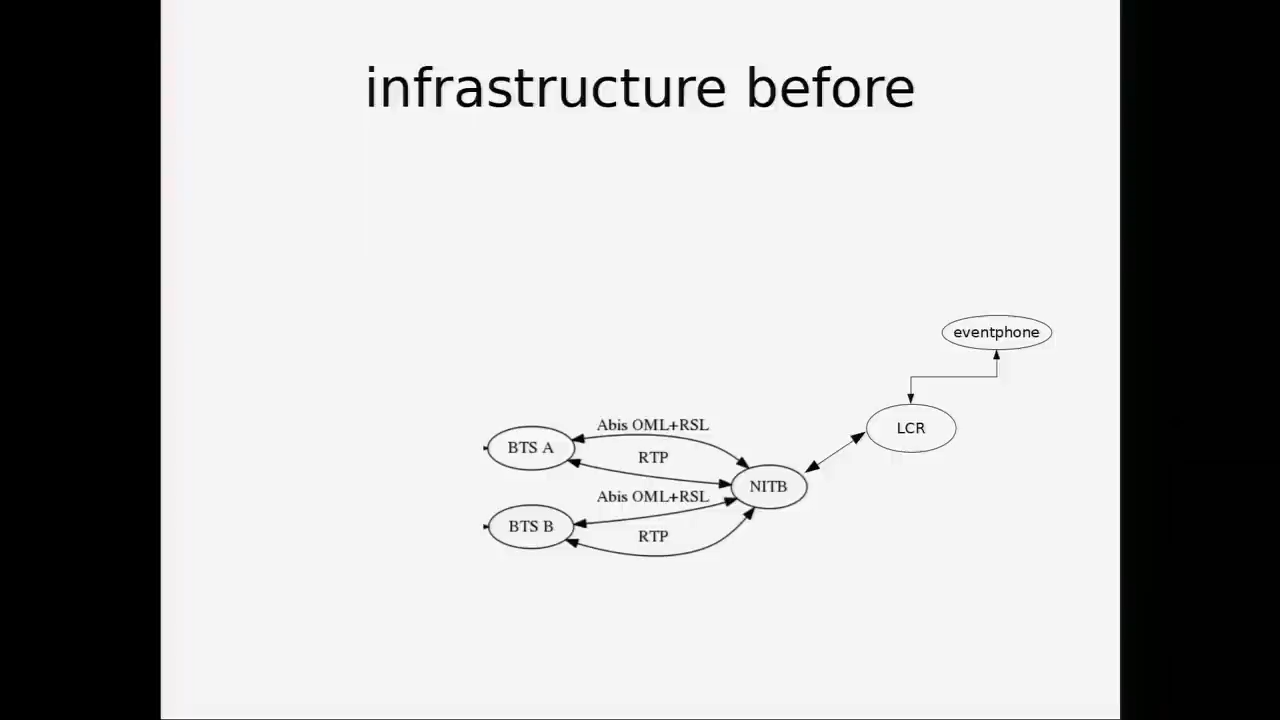 infrastructure before
eventphone
LCR
Abis OML+RSL
BTS A
RTP
NITB
Abis OML+RSL
BTS B
RTP